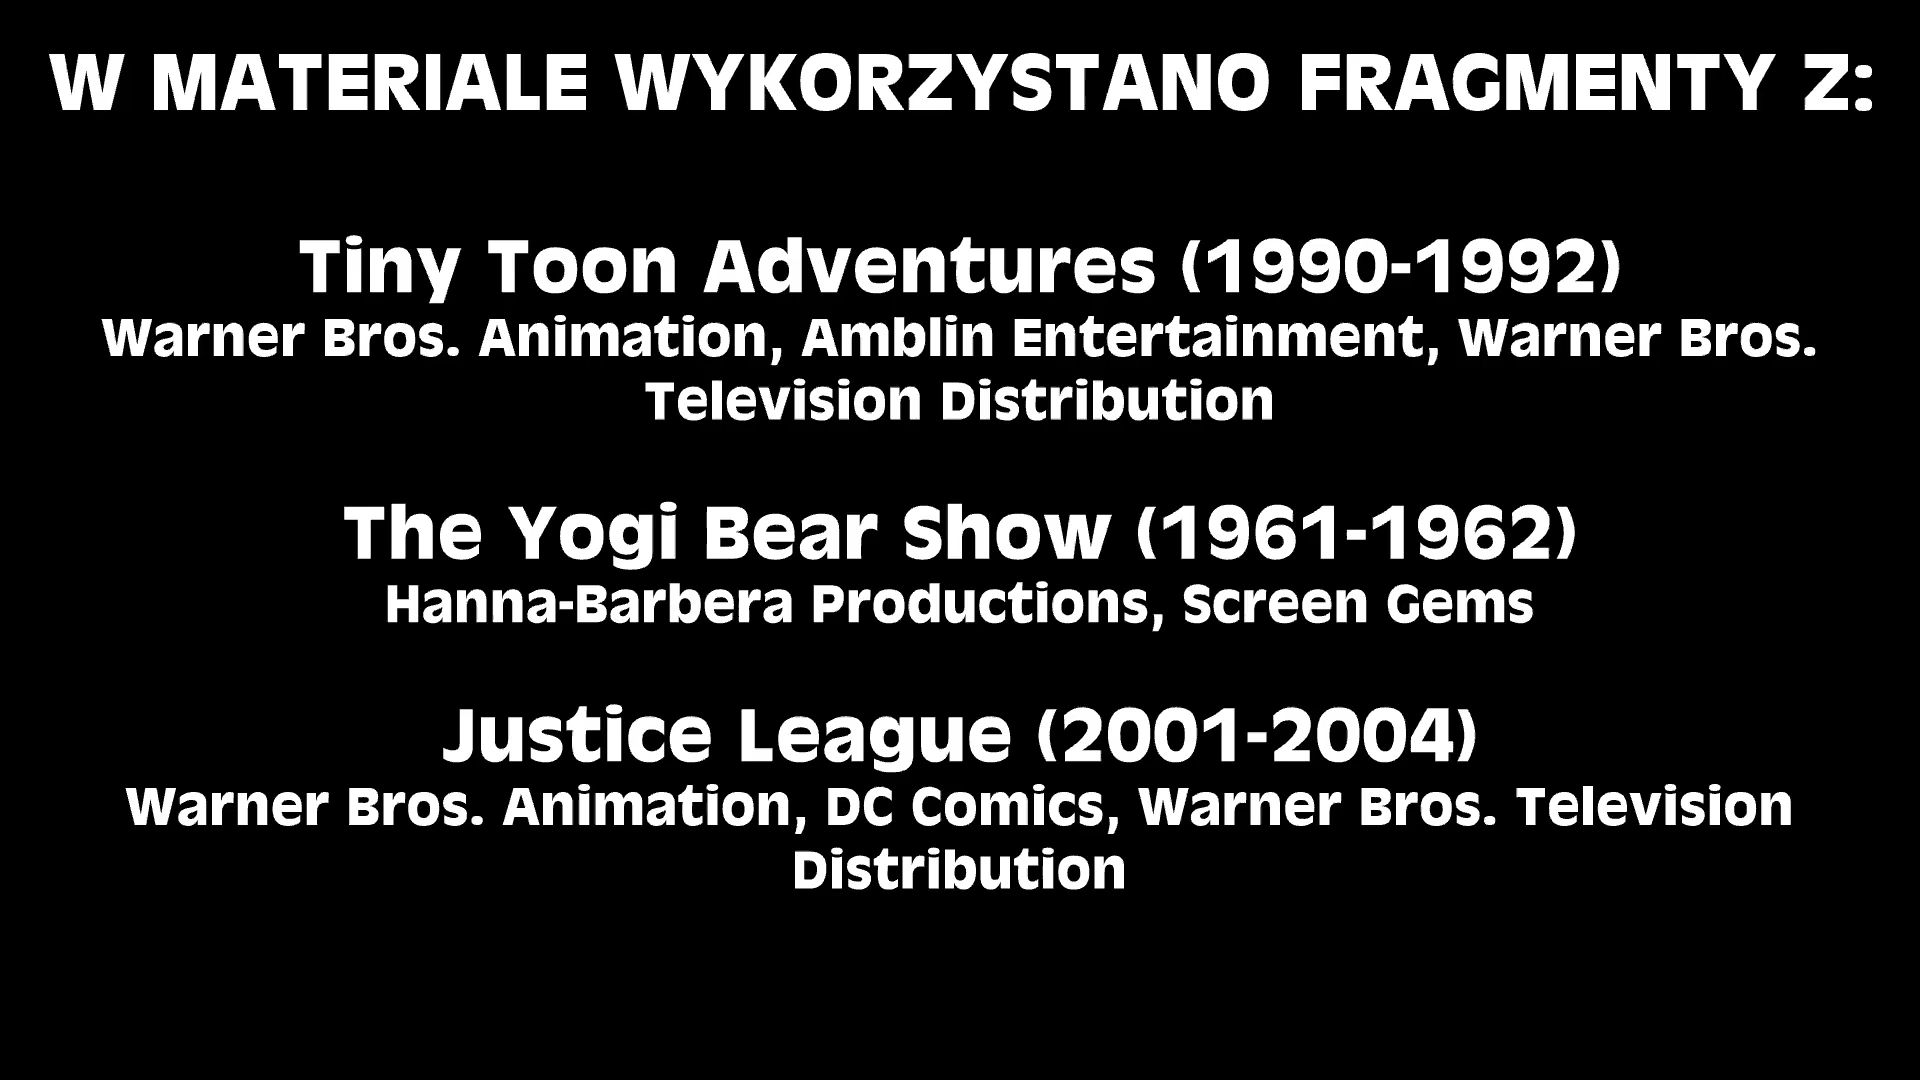 W MATERIALE WYKORZYSTANO FRAGMENTY Z:
Tiny Toon Adventures (1990-1992)
Warner Bros. Animation, Amblin Entertainment, Warner Bros.
Television Distribution
The Yogi Bear Show (1961-1962)
Hanna-Barbera Productions, Screen Gems
Justice League (2001-2004)
Warner Bros. Animation, DC Comics, Warner Bros. Television
Distribution